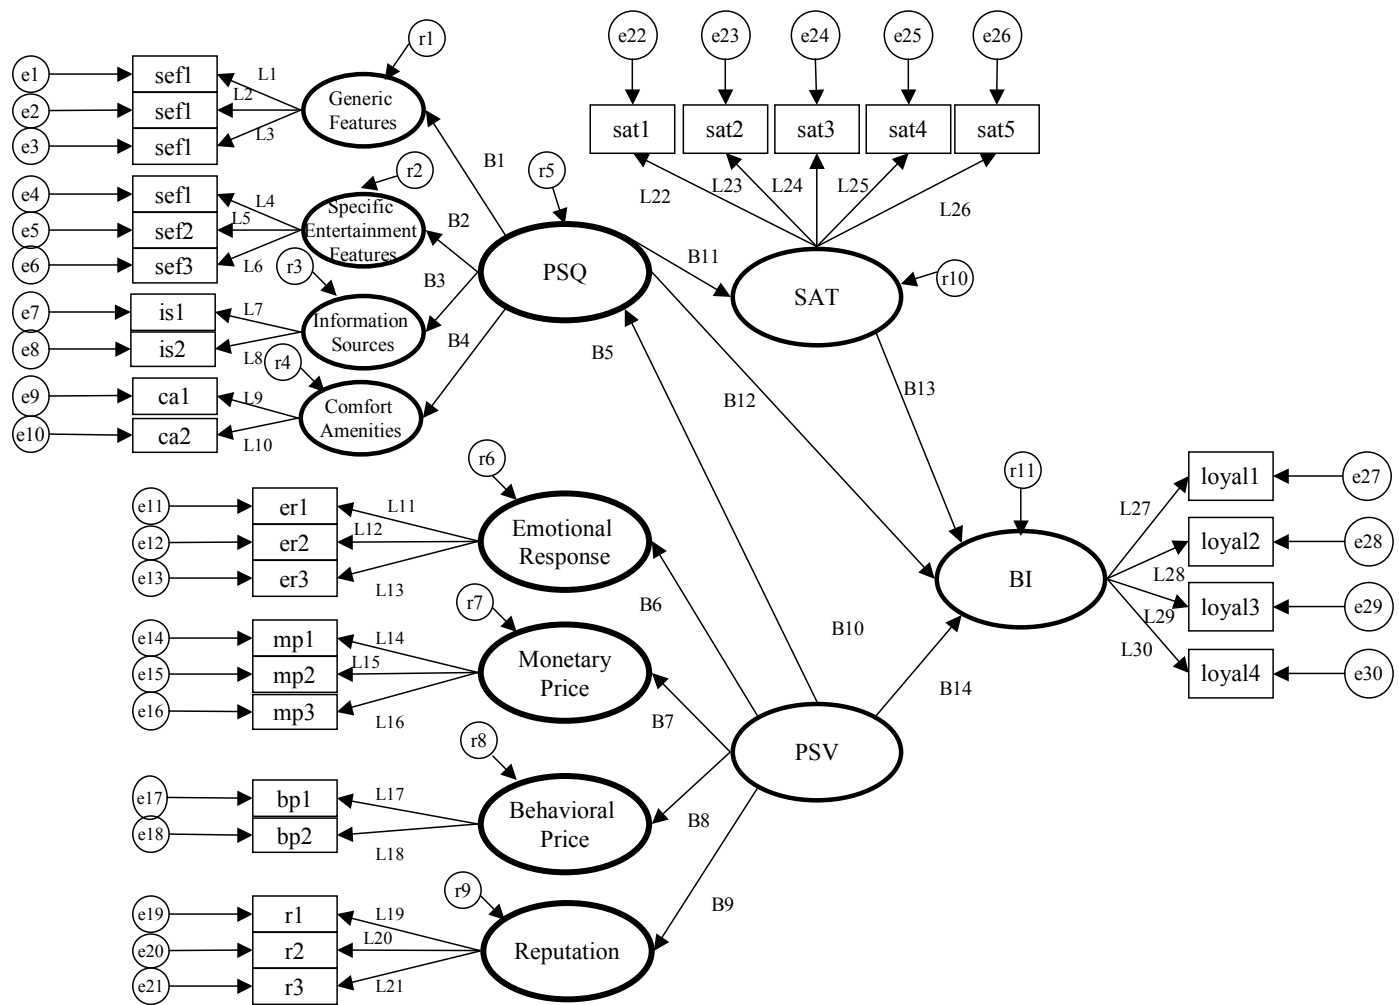 r1
e1
sef1
L1
e2
sef1
L2
e3
sef1
L3
Generic
Features
B1
e4
sef1
L4
e5
sef2
L5
e6
sef3
L6
r2
Specific
Entertainment
Features
B2
r3
B3
e7
is1
L7
e8
is2
L8
Information
Sources
B4
r4
e9
ca1
L9
e10
ca2
L10
Comfort
Amenities
r5
PSQ
e22
e23
e24
e25
e26
sat1
sat2
sat3
sat4
sat5
L22
L23
L24
L25
L26
B11
SAT
r10
B5
B12
B13
r6
e11
er1
L11
e12
er2
L12
e13
er3
L13
Emotional
Response
B6
r7
e14
mp1
L14
e15
mp2
L15
e16
mp3
L16
Monetary
Price
B7
r8
e17
bp1
L17
e18
bp2
L18
Behavioral
Price
B8
r9
e19
r1
L19
e20
r2
L20
e21
r3
L21
Reputation
B9
B10
PSV
B14
r11
BI
L27
loyal1
e27
L28
loyal2
e28
L29
loyal3
e29
L30
loyal4
e30